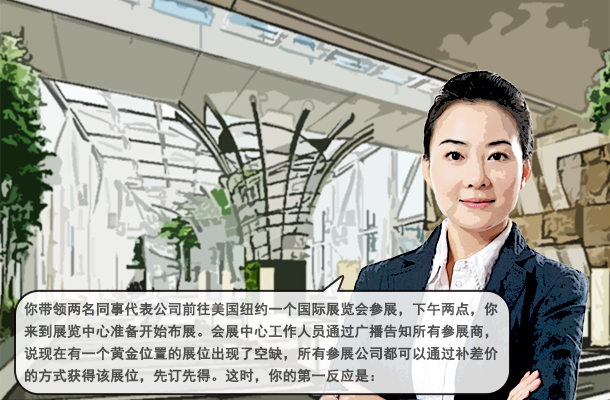 你带领两名同事代表公司前往美国纽约一个国际展览会参展，下午两点，你
来到展览中心准备开始布展。会展中心工作人员通过广播告知所有参展商，
说现在有一个黄金位置的展位出现了空缺，所有参展公司都可以通过补差价
的方式获得该展位，先订先得。这时，你的第一反应是：